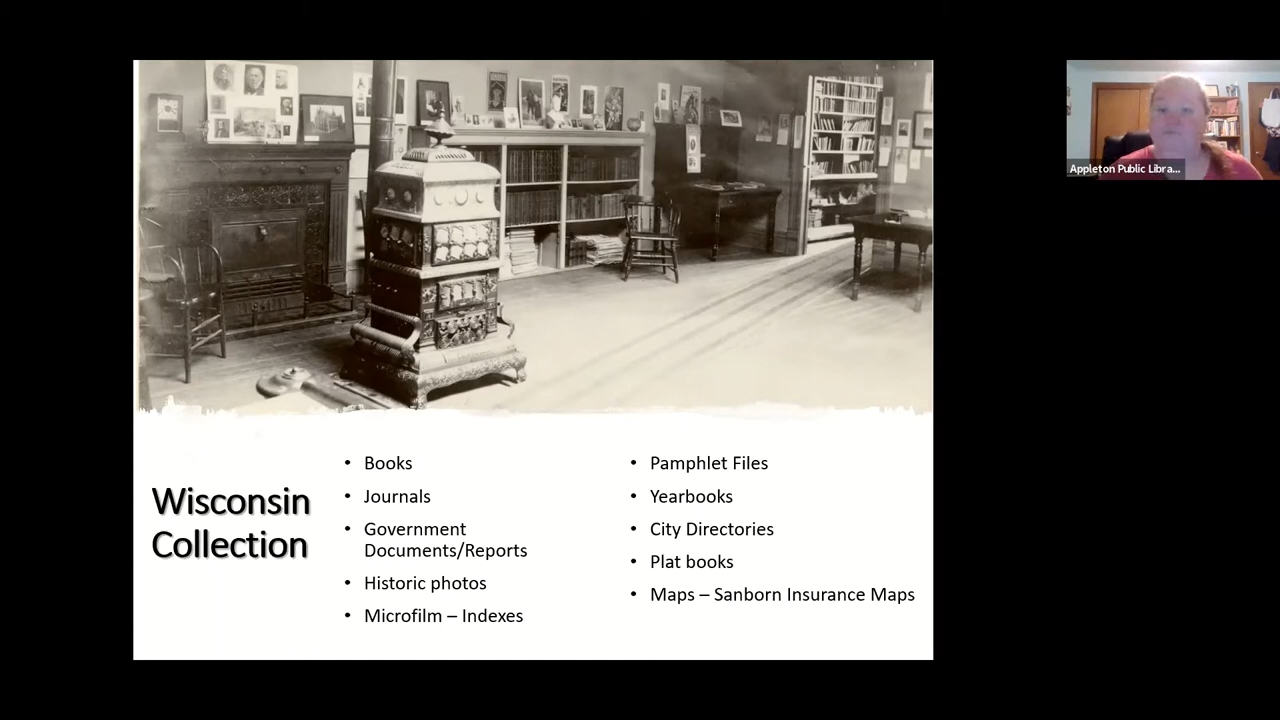 Appleton Public Libra...
Wisconsin
Collection
• Books
• Journals
• Government
Documents/Reports
• Historic photos
• Microfilm – Indexes
• Pamphlet Files
• Yearbooks
• City Directories
• Plat books
• Maps – Sanborn Insurance Maps